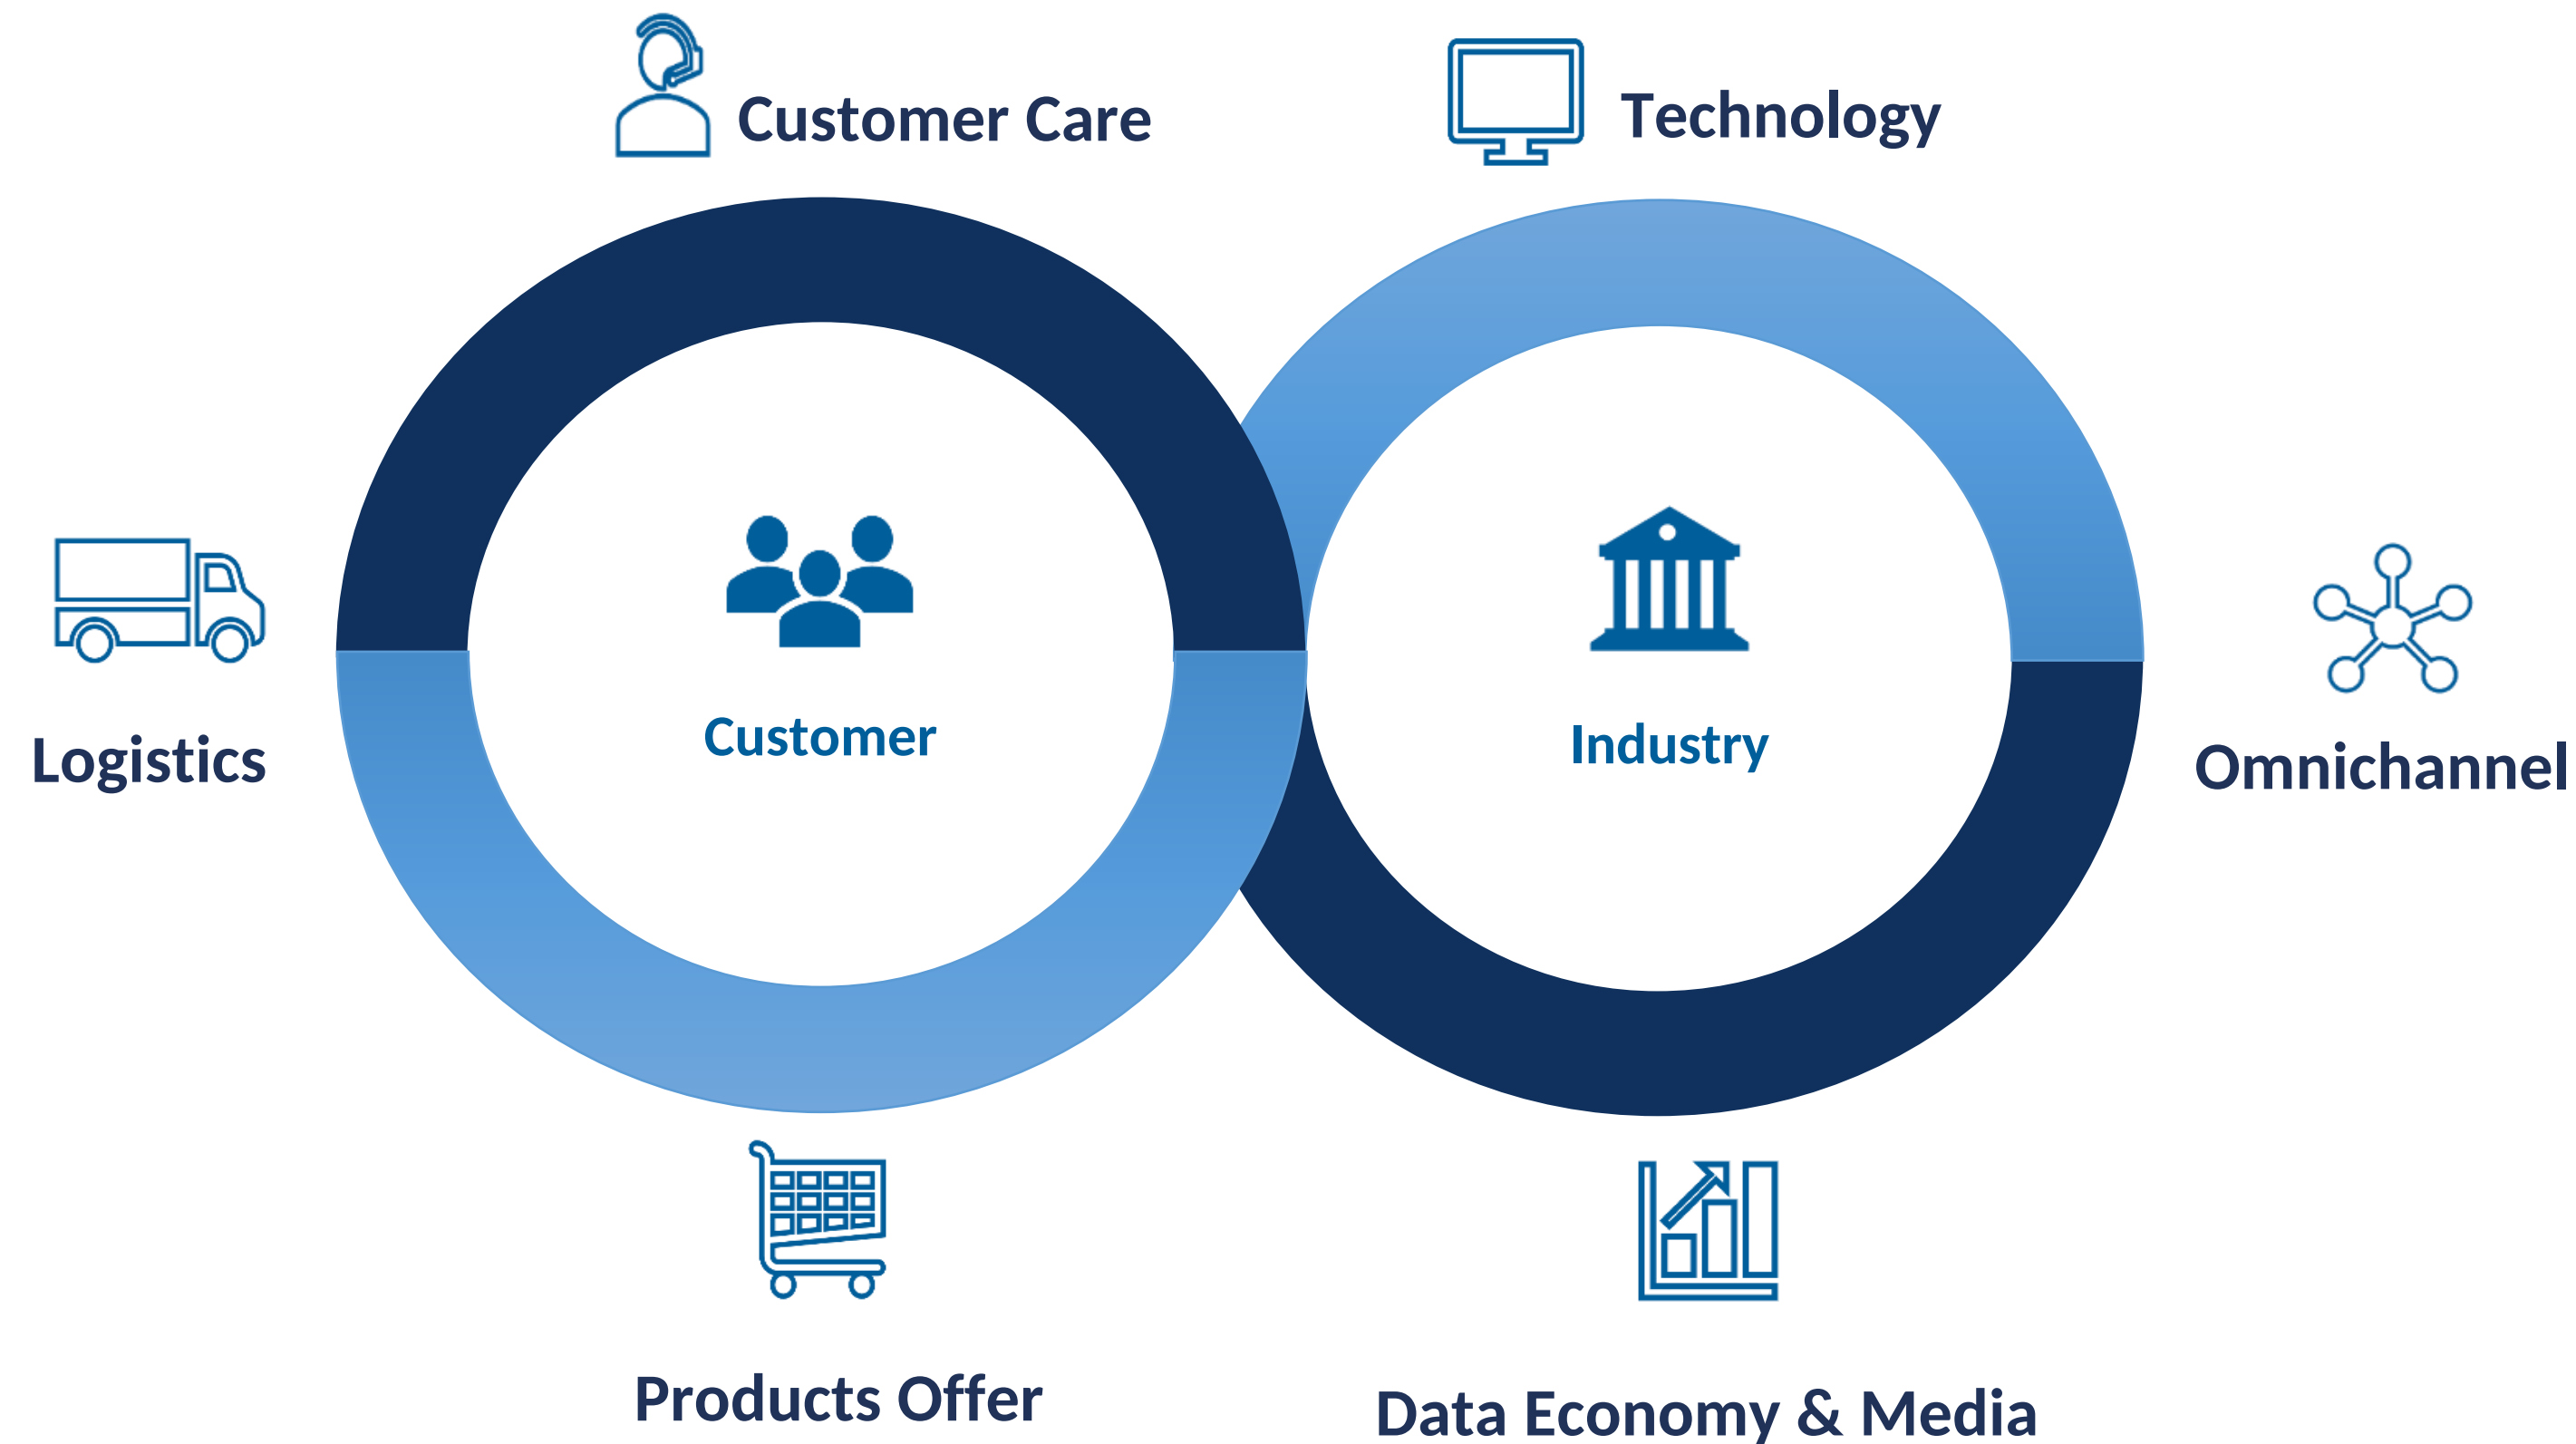 Customer Care
Technology
Logistics
Customer
Industry
Omnichannel
Products Offer
Data Economy & Media